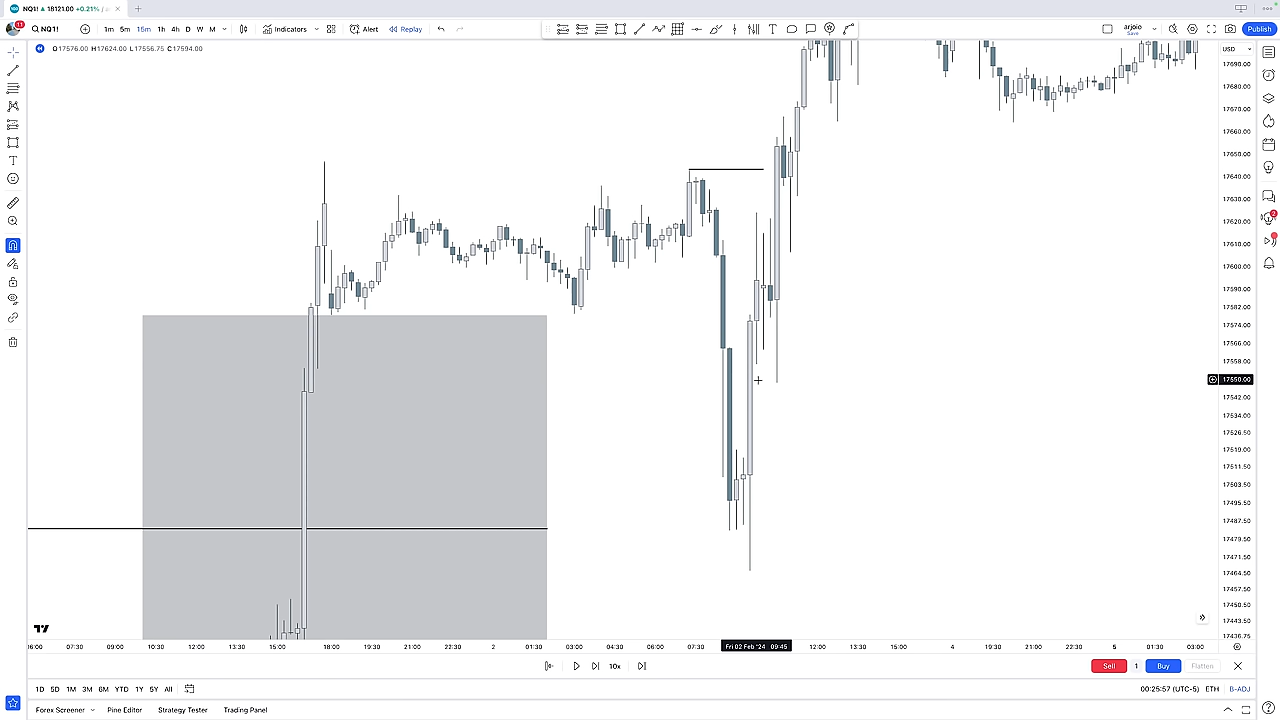 NQ1! ▲ 18121.00 +0.21% /
11
NQ1!
1m 5m 15m 1h 4h D W M
Indicators
Alert
Replay
arjoio
Save
Publish
O17576.00 H17624.00 L17556.75 C17594.00
USD
17690.00
17680.00
17670.00
17660.00
17650.00
17640.00
17630.00
17620.00
17610.00
17600.00
17590.00
17582.00
17574.00
17566.00
17558.00
17550.00
17542.00
17534.00
17526.50
17519.00
17511.50
17503.50
17495.50
17487.50
17479.50
17471.50
17464.50
17457.50
17450.50
17443.50
17436.75
2
16:00 07:30 09:00 10:30 12:00 13:30 15:00 18:00 19:30 21:00 22:30 2 01:30 03:00 04:30 06:00 07:30 Fri 02 Feb '24 09:45 12:00 13:30 15:00 4 19:30 21:00 22:30 5 01:30 03:00
10x
Sell 1 Buy Flatten
1D 5D 1M 3M 6M YTD 1Y 5Y All
00:25:57 (UTC-5) ETH B-ADJ
Forex Screener Pine Editor Strategy Tester Trading Panel